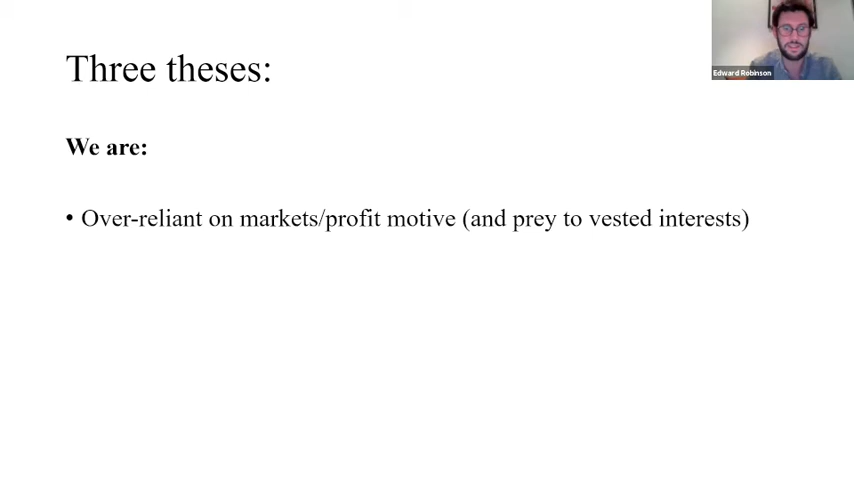 Three theses:
Edward Robinson
We are:
• Over-reliant on markets/profit motive (and prey to vested interests)